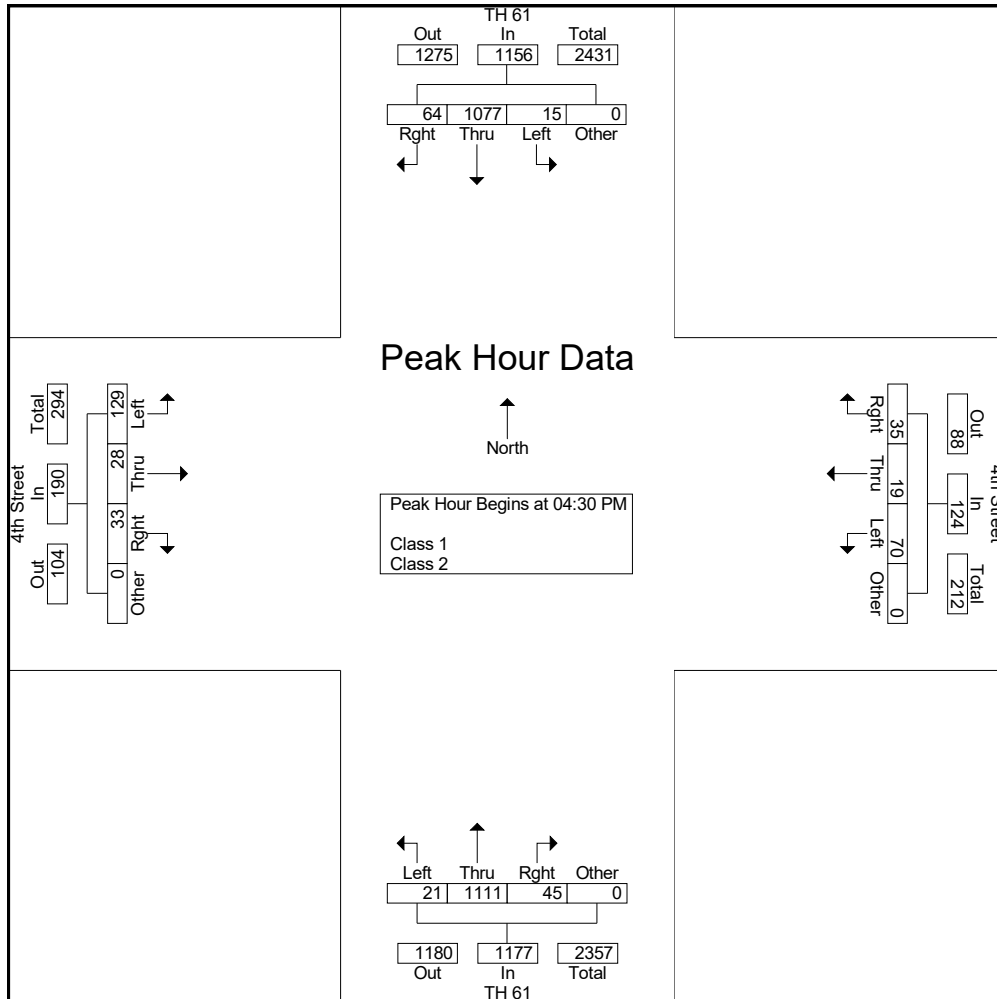 TH 61
Out In Total
1275 1156 2431
64 1077 15 0
Rght Thru Left Other
Peak Hour Data
North
Peak Hour Begins at 04:30 PM
Class 1
Class 2
4th Street
Total In Out
294 190 104
129 28 33 0
Left Thru Rght Other
Rght Thru Left Other
35 19 70 0
88 124 212
Out In Total
4th Street
Left Thru Rght Other
21 1111 45 0
1180 1177 2357
Out In Total
TH 61